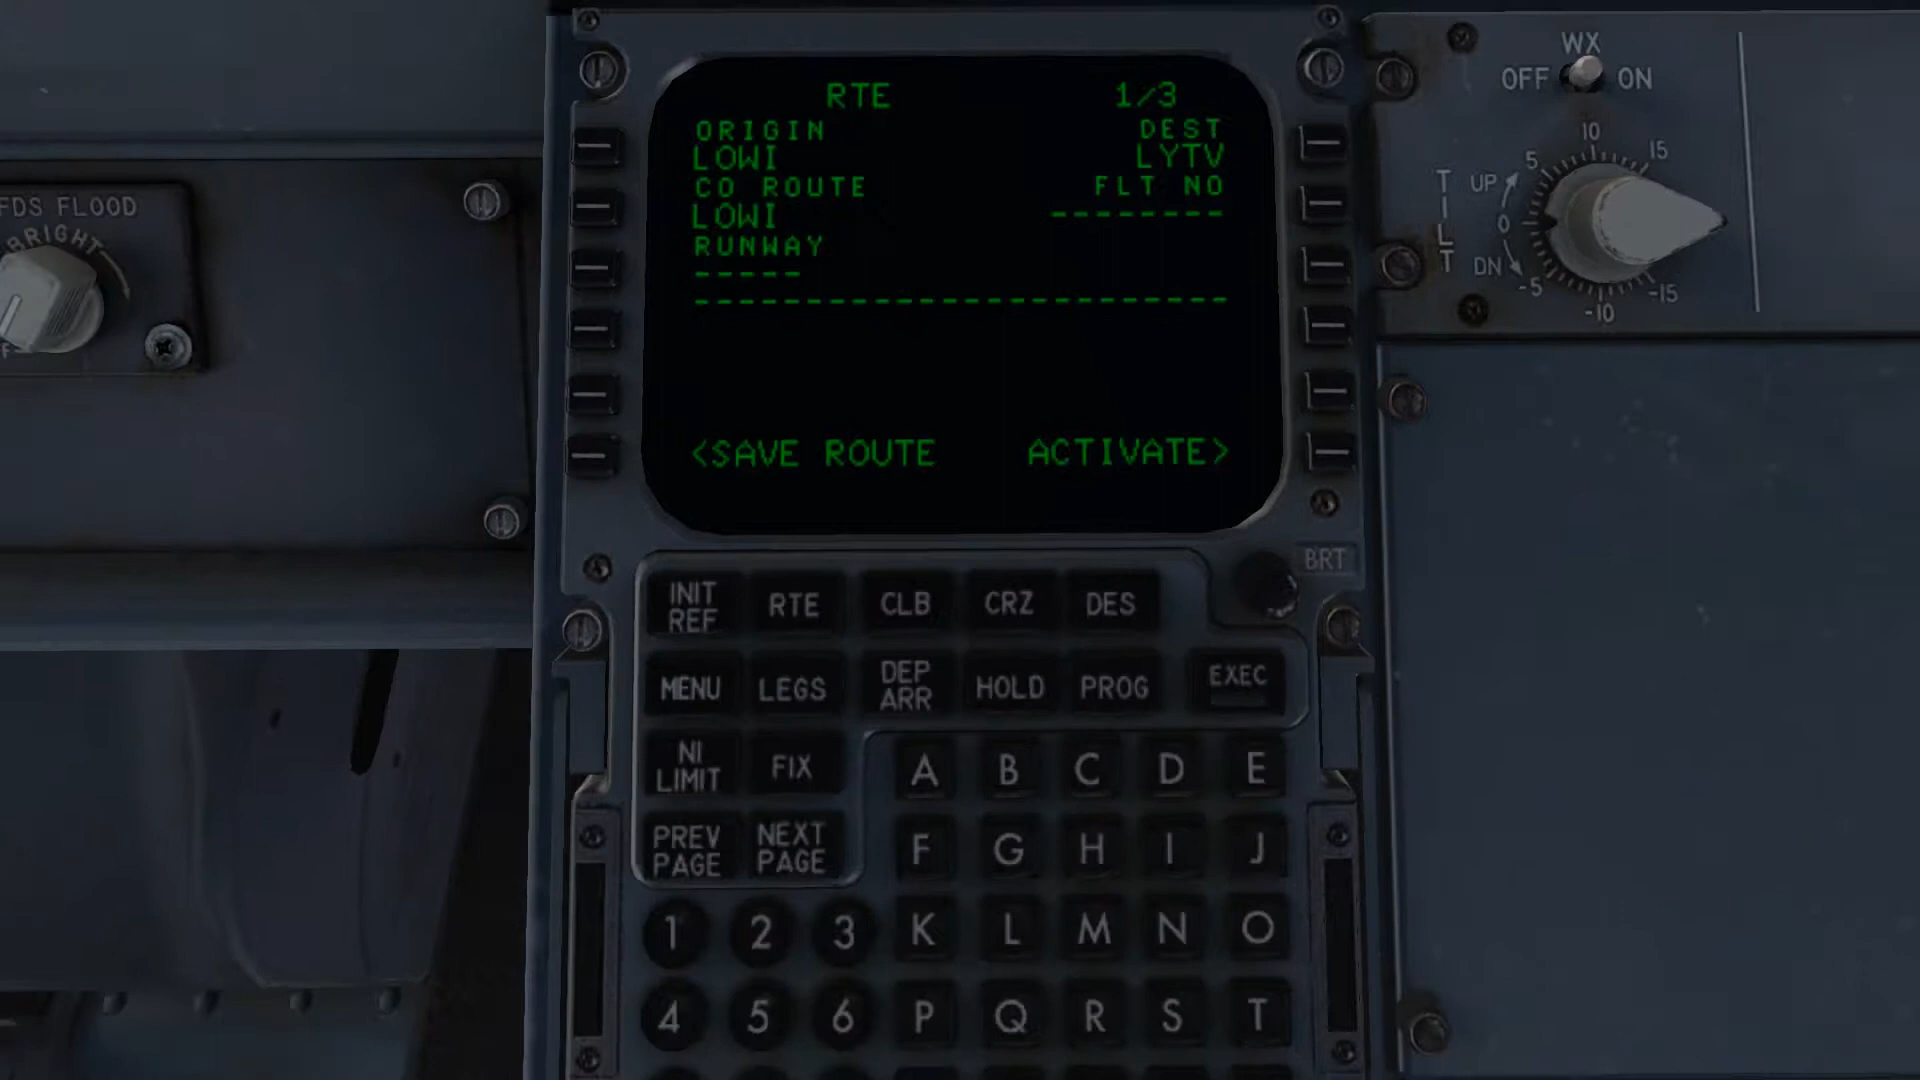 RTE 1/3
ORIGIN DEST
LOWI LYTV
CO ROUTE FLT NO
LOWI --------
RUNWAY
-----
-------------------------
<SAVE ROUTE ACTIVATE>
FDS FLOOD
BRIGHT
WX
OFF ON
TILT
UP
DN
10
5 15
0
-5 -15
-10
BRT
INIT REF RTE CLB CRZ DES
MENU LEGS DEP ARR HOLD PROG EXEC
N1 LIMIT FIX
PREV PAGE NEXT PAGE
A B C D E
F G H I J
1 2 3 K L M N O
4 5 6 P Q R S T